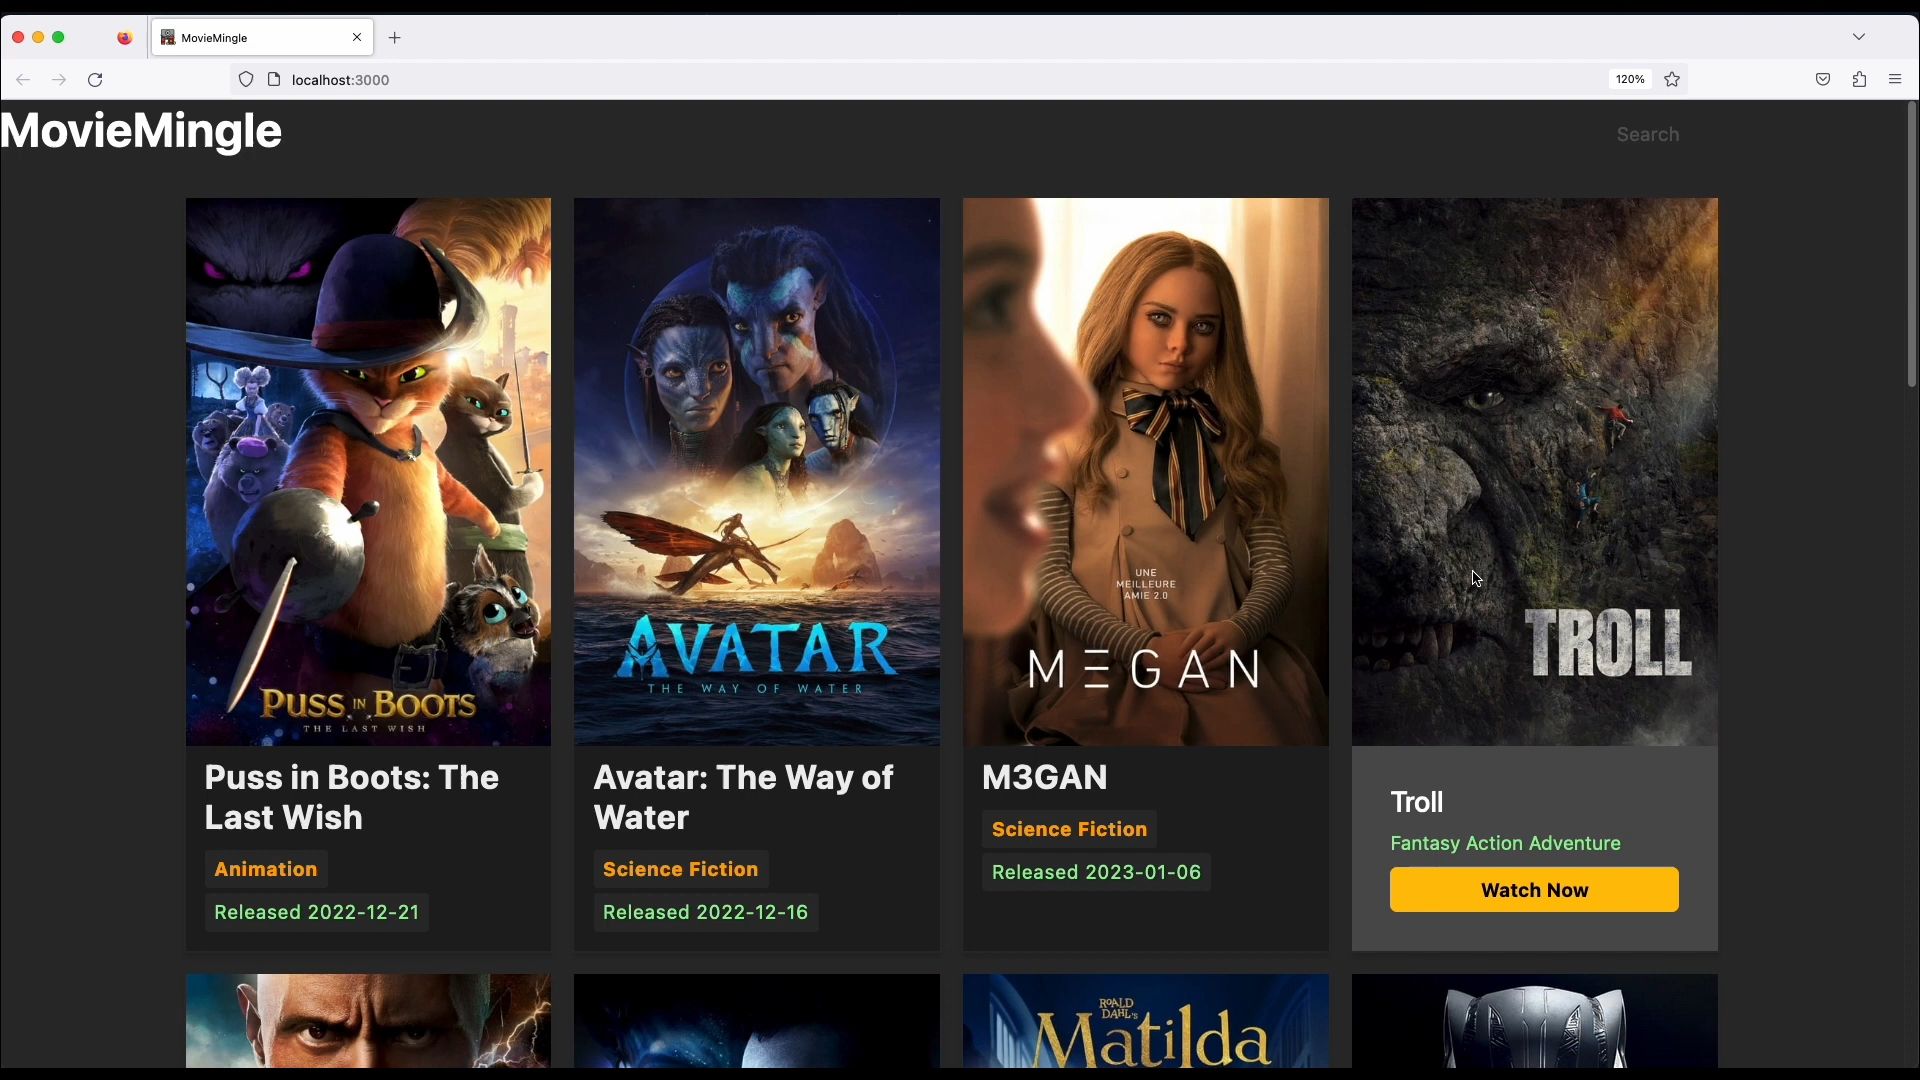 MovieMingle
localhost:3000
120%
MovieMingle
Search
PUSS IN BOOTS
THE LAST WISH
AVATAR
THE WAY OF WATER
UNE
MEILLEURE
AMIE 2.0
MΞGAN
TROLL
Puss in Boots: The
Last Wish
Animation
Released 2022-12-21
Avatar: The Way of
Water
Science Fiction
Released 2022-12-16
M3GAN
Science Fiction
Released 2023-01-06
Troll
Fantasy Action Adventure
Watch Now
ROALD
DAHL's
Matilda